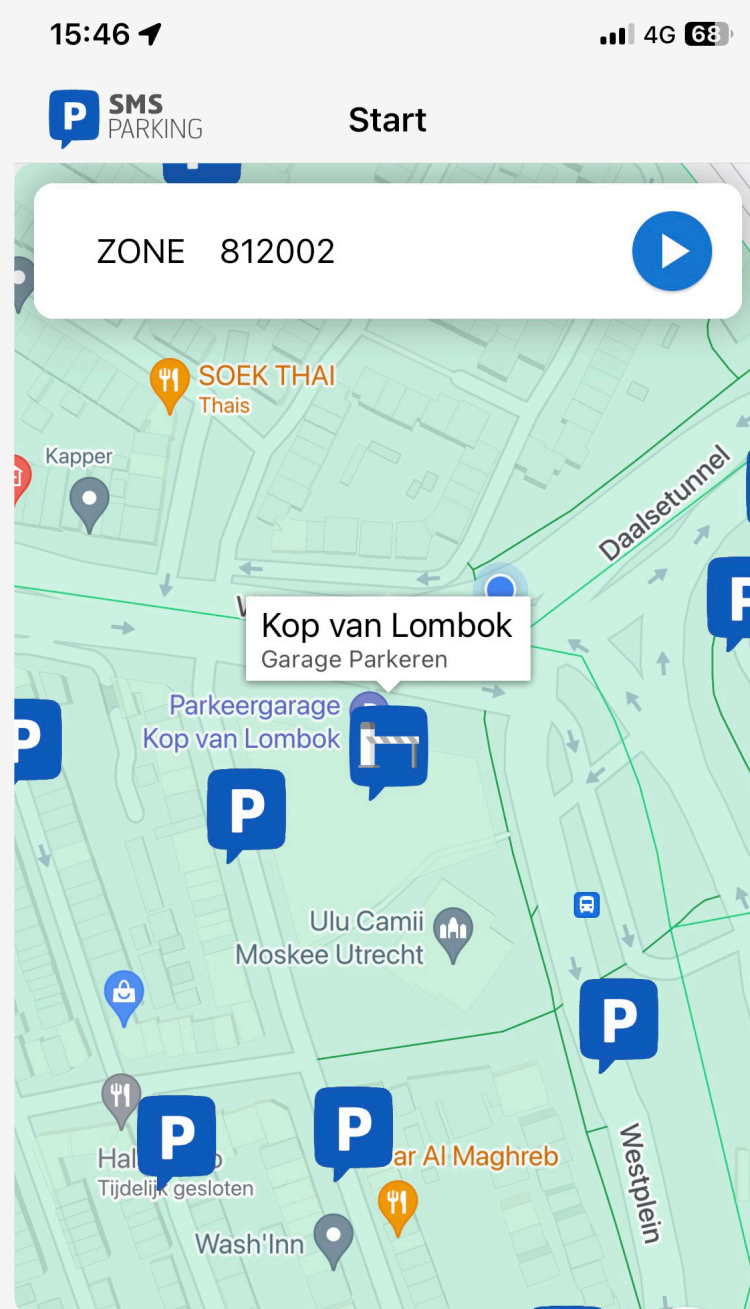 15:46
4G 68
P SMS
PARKING
Start
ZONE 812002
SOEK THAI
Thais
Kapper
Daalsetunnel
P
Kop van Lombok
Garage Parkeren
Parkeergarage
Kop van Lombok
P
P
Ulu Camii
Moskee Utrecht
P
P
P
ar Al Maghreb
Tijdelijk gesloten
Westplein
Wash'Inn